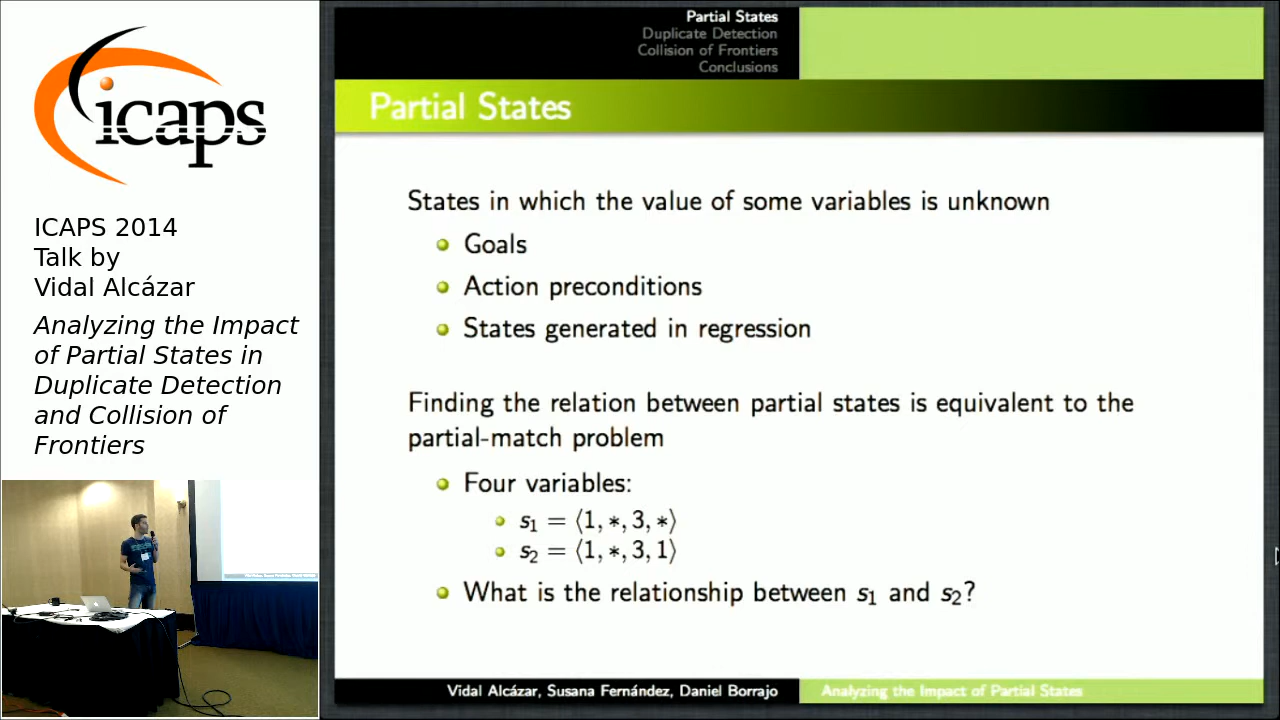 icaps
ICAPS 2014
Talk by
Vidal Alcázar
Analyzing the Impact
of Partial States in
Duplicate Detection
and Collision of
Frontiers
Partial States
Duplicate Detection
Collision of Frontiers
Conclusions
Partial States
States in which the value of some variables is unknown
Goals
Action preconditions
States generated in regression
Finding the relation between partial states is equivalent to the
partial-match problem
Four variables:
s₁ = ⟨1, *, 3, *⟩
s₂ = ⟨1, *, 3, 1⟩
What is the relationship between s₁ and s₂?
Vidal Alcázar, Susana Fernández, Daniel Borrajo
Analyzing the Impact of Partial States